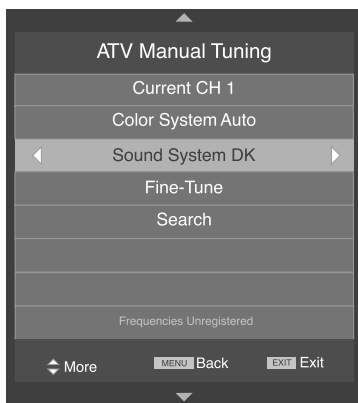 ATV Manual Tuning
Current CH 1
Color System Auto
Sound System DK
Fine-Tune
Search
Frequencies Unregistered
More MENU Back EXIT Exit